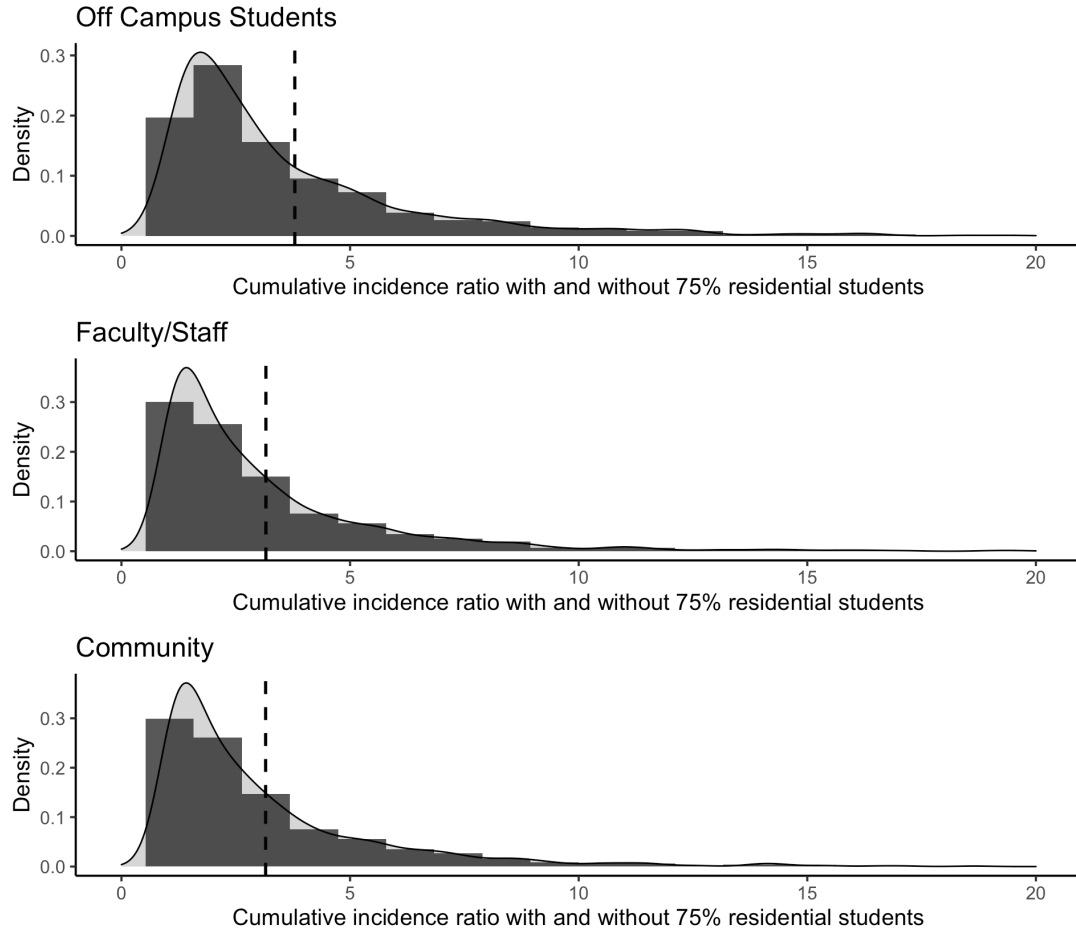 Off Campus Students
0.3
0.2
0.1
0.0
Density
0 5 10 15 20
Cumulative incidence ratio with and without 75% residential students
Faculty/Staff
0.3
0.2
0.1
0.0
Density
0 5 10 15 20
Cumulative incidence ratio with and without 75% residential students
Community
0.3
0.2
0.1
0.0
Density
0 5 10 15 20
Cumulative incidence ratio with and without 75% residential students